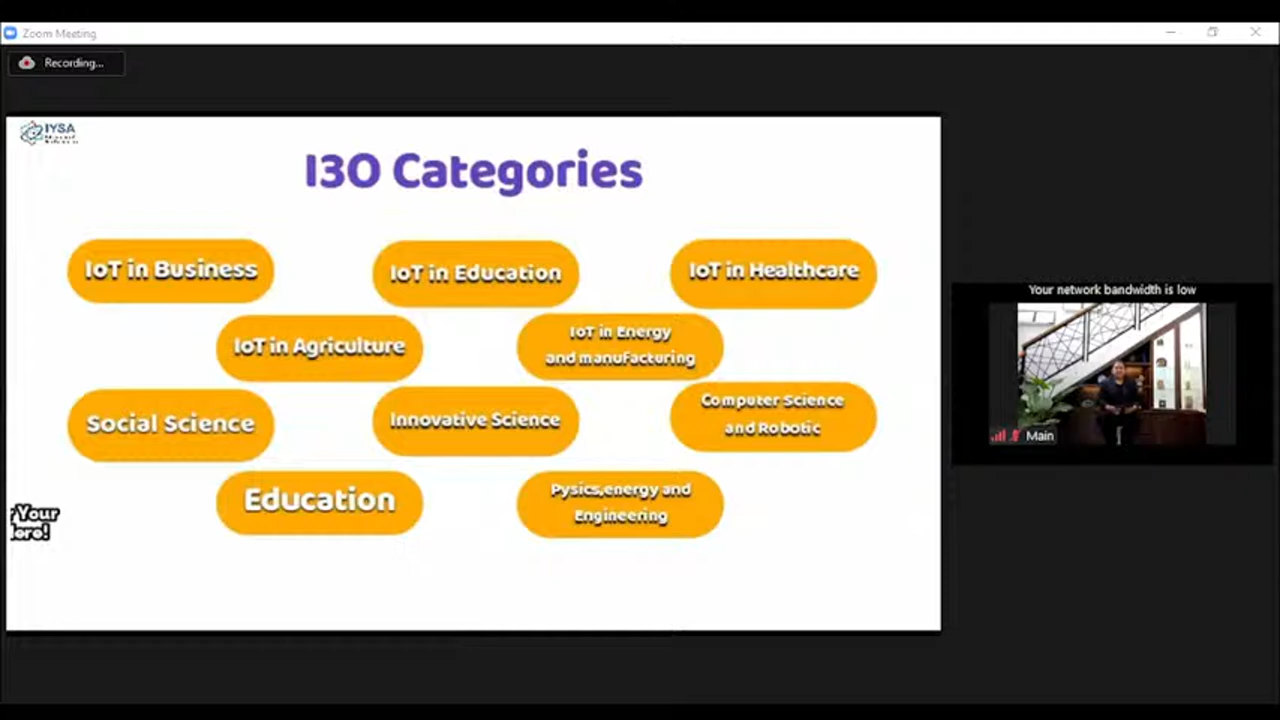 Zoom Meeting
Recording...
IYSA
I3O Categories
IoT in Business
IoT in Education
IoT in Healthcare
IoT in Agriculture
IoT in Energy
and manufacturing
Social Science
Innovative Science
Computer Science
and Robotic
Education
Pysics,energy and
Engineering
Your
Your network bandwidth is low
Main